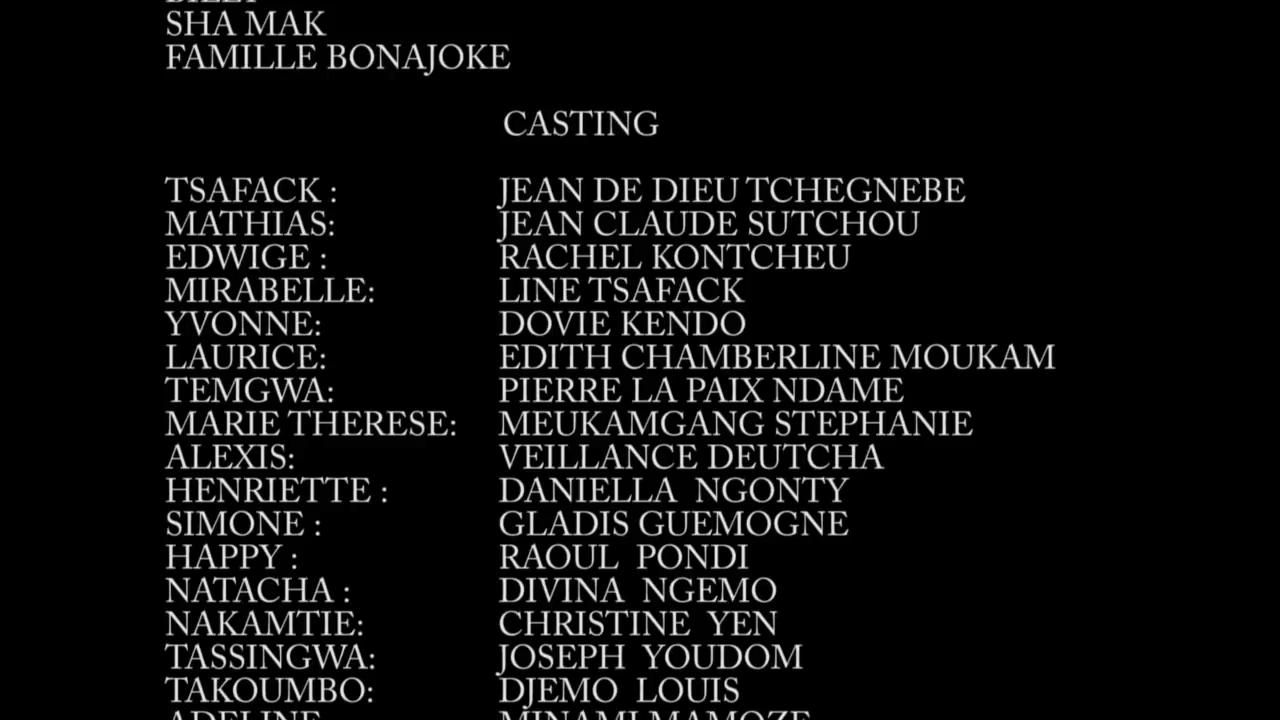 SHA MAK
FAMILLE BONAJOKE
CASTING
TSAFACK : JEAN DE DIEU TCHEGNEBE
MATHIAS: JEAN CLAUDE SUTCHOU
EDWIGE : RACHEL KONTCHEU
MIRABELLE: LINE TSAFACK
YVONNE: DOVIE KENDO
LAURICE: EDITH CHAMBERLINE MOUKAM
TEMGWA: PIERRE LA PAIX NDAME
MARIE THERESE: MEUKAMGANG STEPHANIE
ALEXIS: VEILLANCE DEUTCHA
HENRIETTE : DANIELLA NGONTY
SIMONE : GLADIS GUEMOGNE
HAPPY : RAOUL PONDI
NATACHA : DIVINA NGEMO
NAKAMTIE: CHRISTINE YEN
TASSINGWA: JOSEPH YOUDOM
TAKOUMBO: DJEMO LOUIS